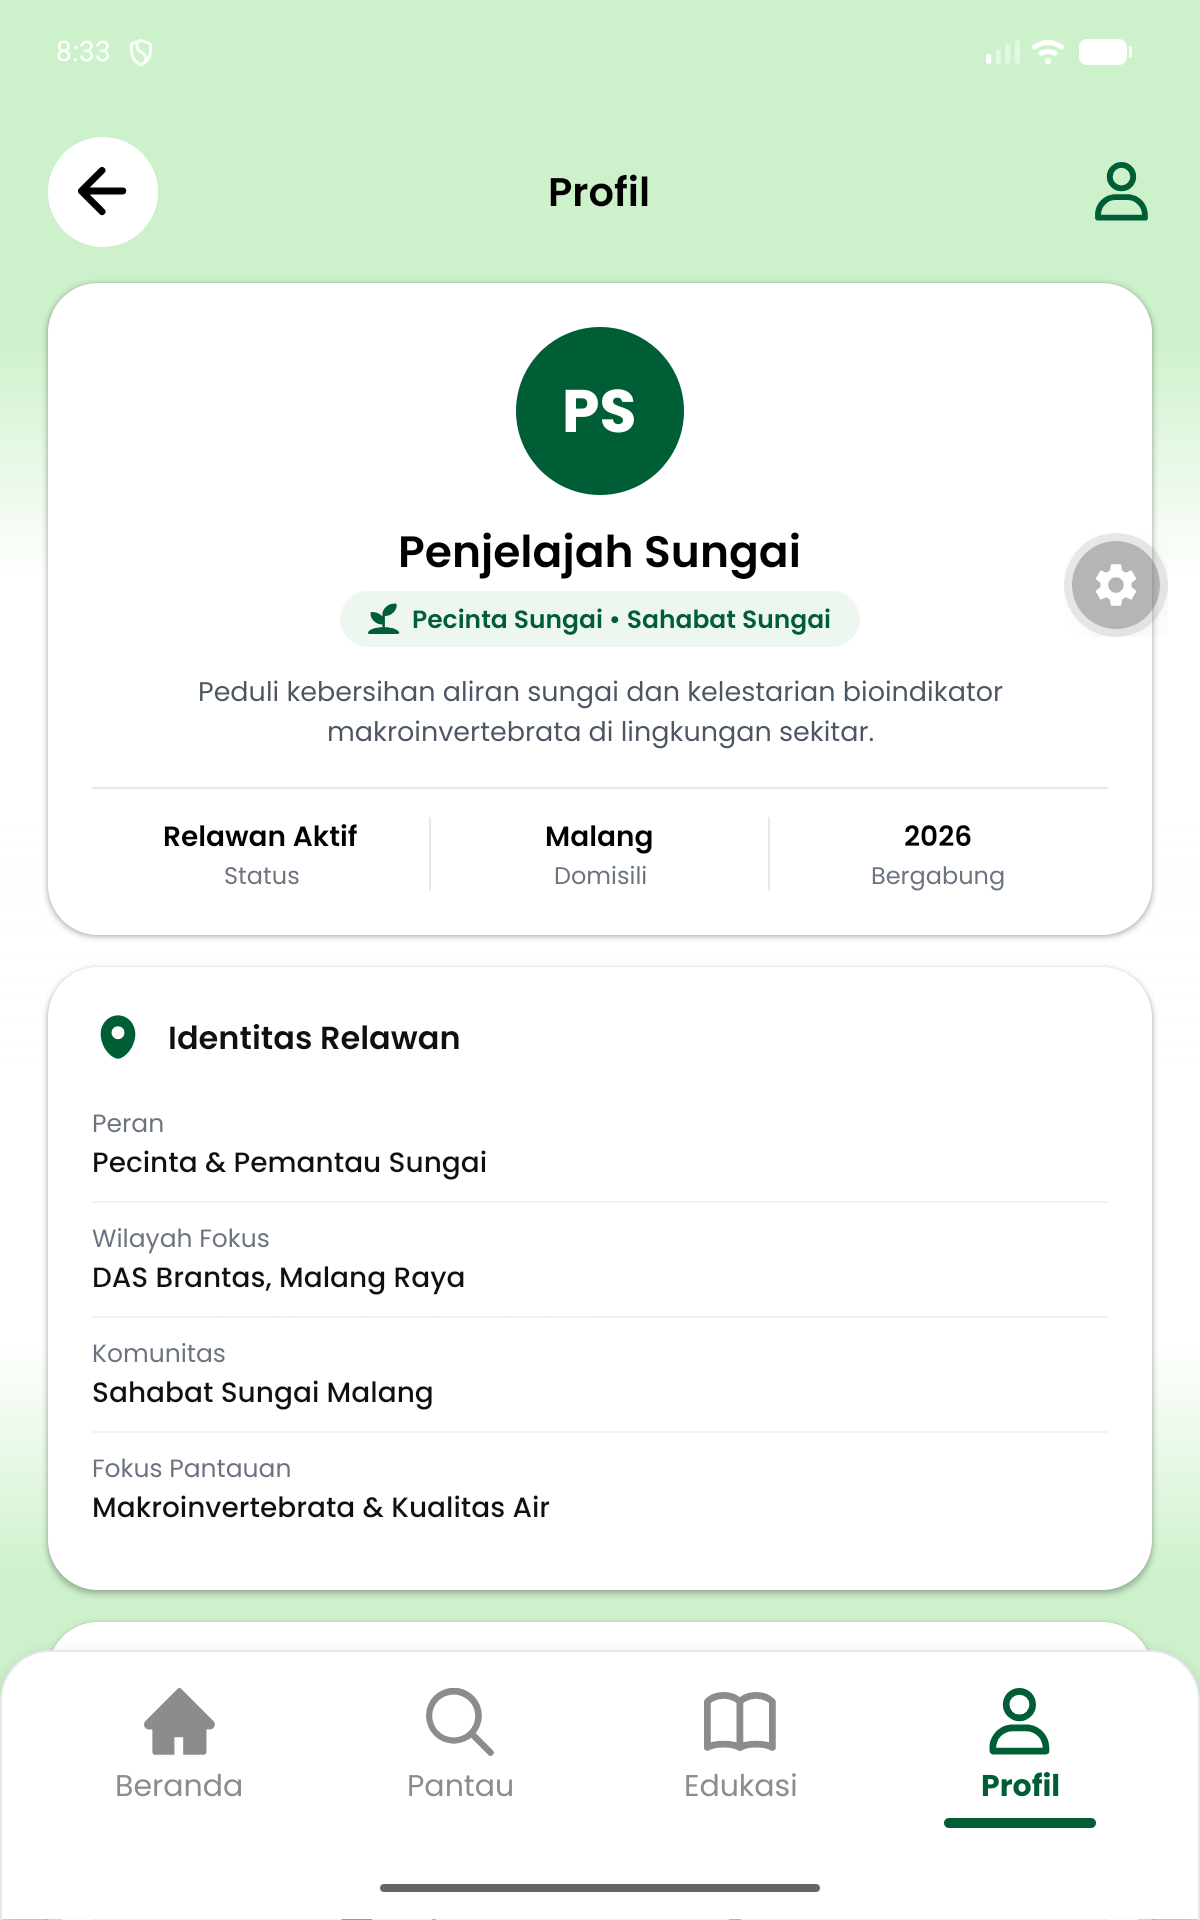 8:33
Profil
PS
Penjelajah Sungai
Pecinta Sungai • Sahabat Sungai
Peduli kebersihan aliran sungai dan kelestarian bioindikator
makroinvertebrata di lingkungan sekitar.
Relawan Aktif
Status
Malang
Domisili
2026
Bergabung
Identitas Relawan
Peran
Pecinta & Pemantau Sungai
Wilayah Fokus
DAS Brantas, Malang Raya
Komunitas
Sahabat Sungai Malang
Fokus Pantauan
Makroinvertebrata & Kualitas Air
Beranda
Pantau
Edukasi
Profil